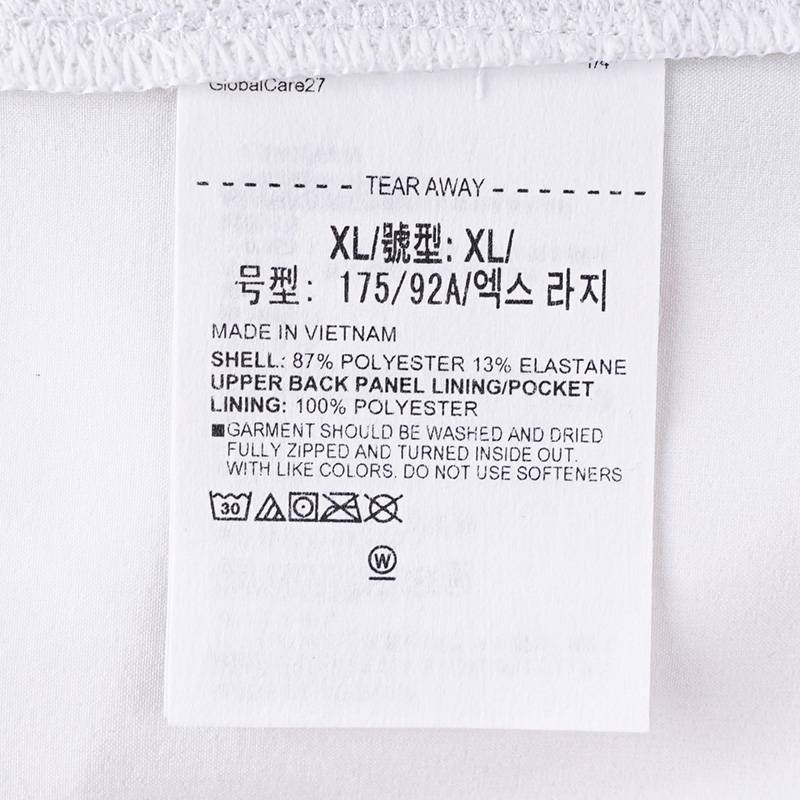 GlobalCare27
1/4
TEAR AWAY
XL/號型: XL/
号型: 175/92A/엑스 라지
MADE IN VIETNAM
SHELL: 87% POLYESTER 13% ELASTANE
UPPER BACK PANEL LINING/POCKET
LINING: 100% POLYESTER
GARMENT SHOULD BE WASHED AND DRIED
FULLY ZIPPED AND TURNED INSIDE OUT.
WITH LIKE COLORS. DO NOT USE SOFTENERS
30
W